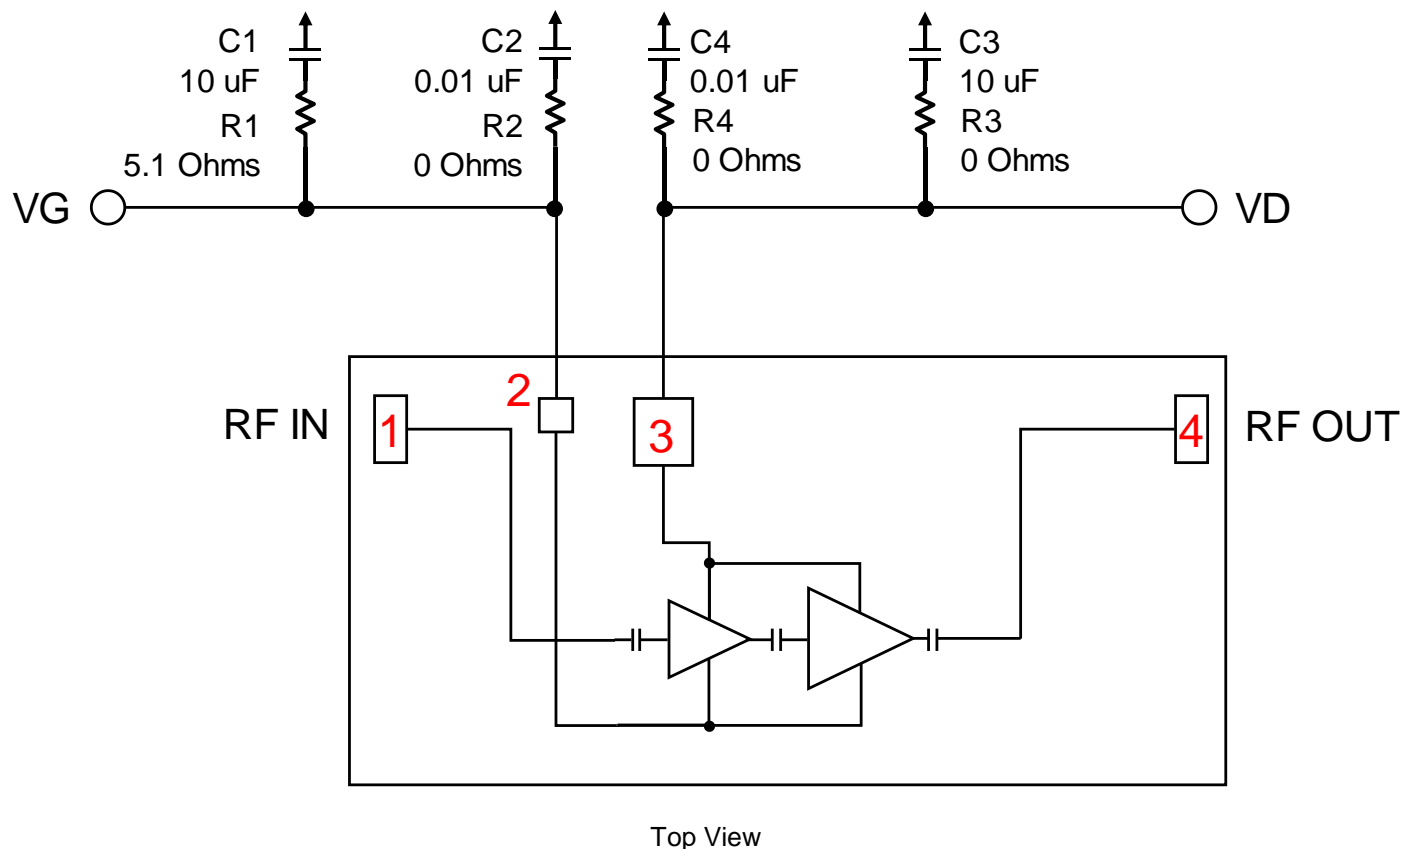 C1
10 uF
R1
5.1 Ohms
C2
0.01 uF
R2
0 Ohms
C4
0.01 uF
R4
0 Ohms
C3
10 uF
R3
0 Ohms
VG
VD
RF IN
1
2
3
4
RF OUT
Top View